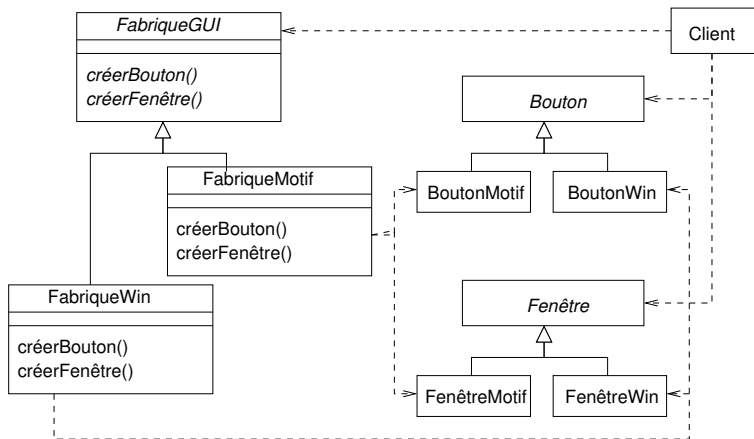 FabriqueGUI
créerBouton()
créerFenêtre()
Client
Bouton
FabriqueMotif
créerBouton()
créerFenêtre()
BoutonMotif
BoutonWin
FabriqueWin
créerBouton()
créerFenêtre()
Fenêtre
FenêtreMotif
FenêtreWin